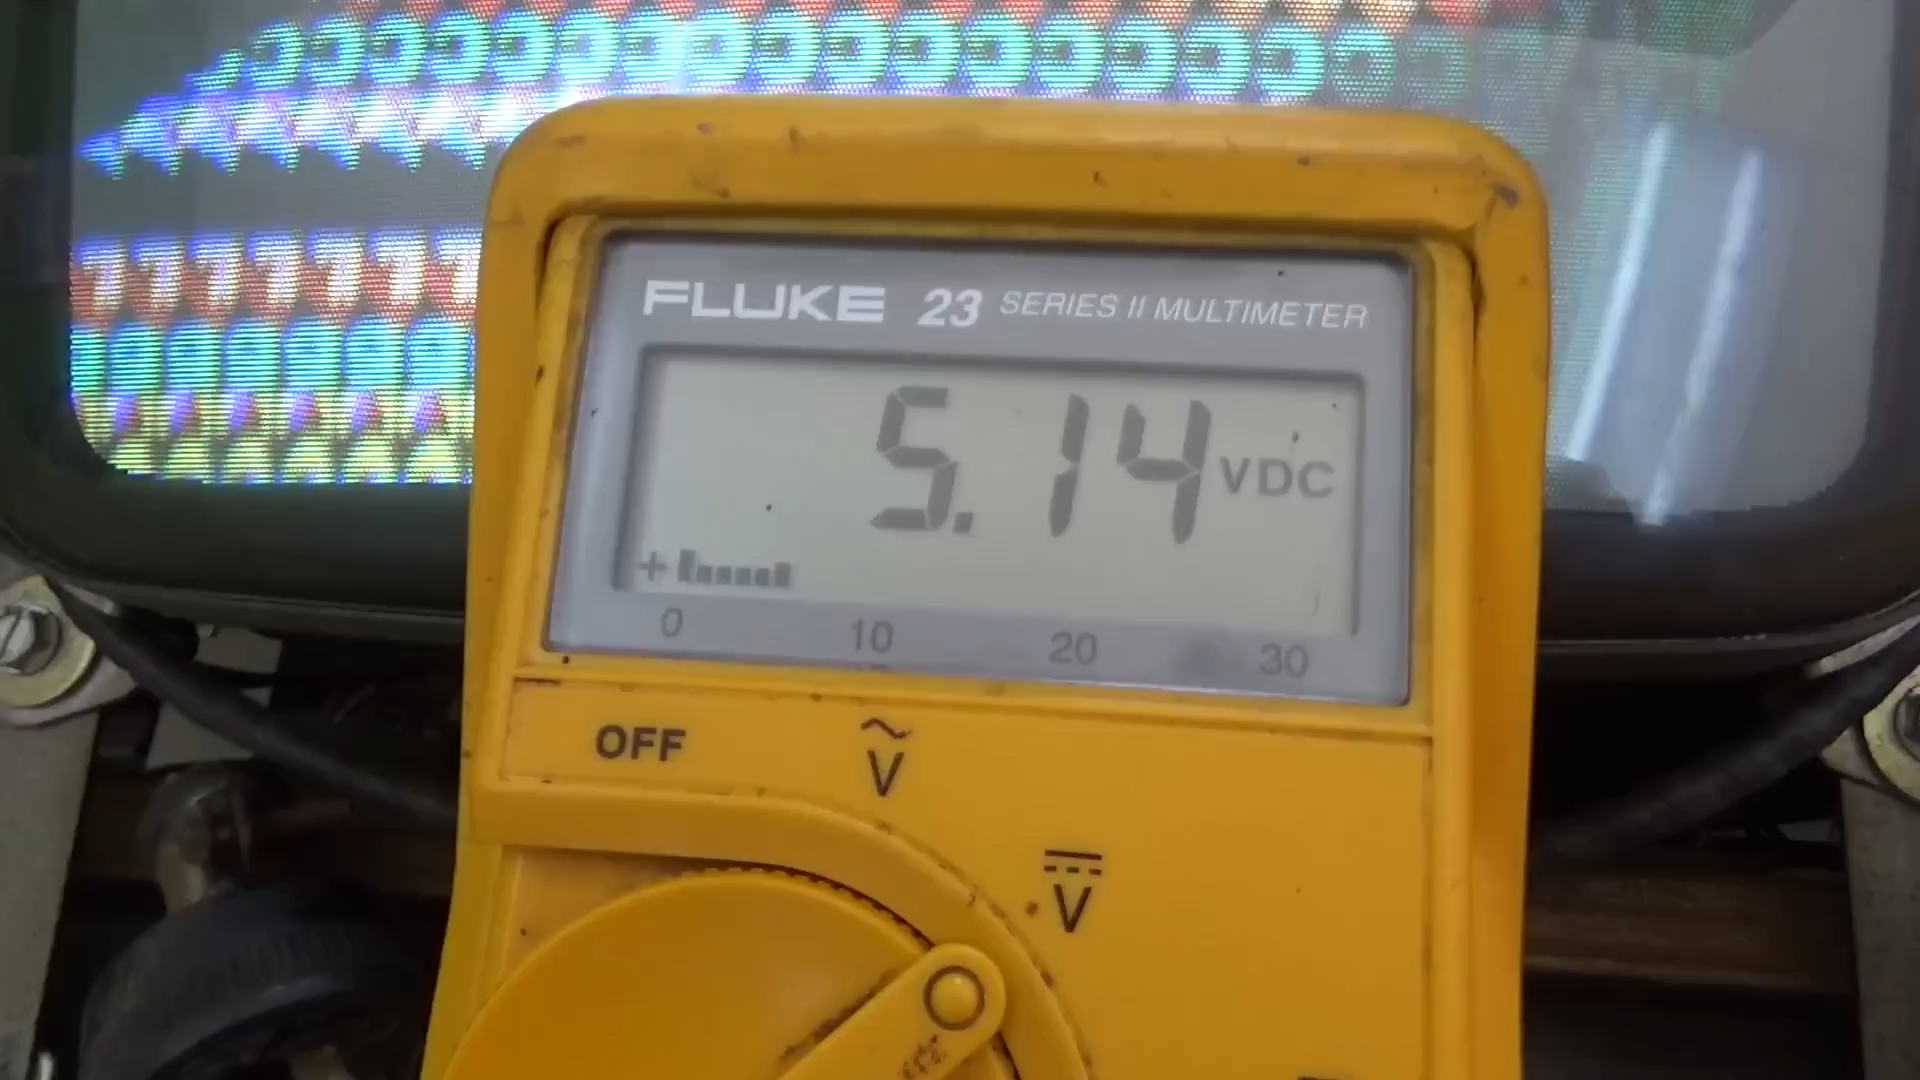 FLUKE 23 SERIES II MULTIMETER
5.14 VDC
+
0 10 20 30
OFF
V
V